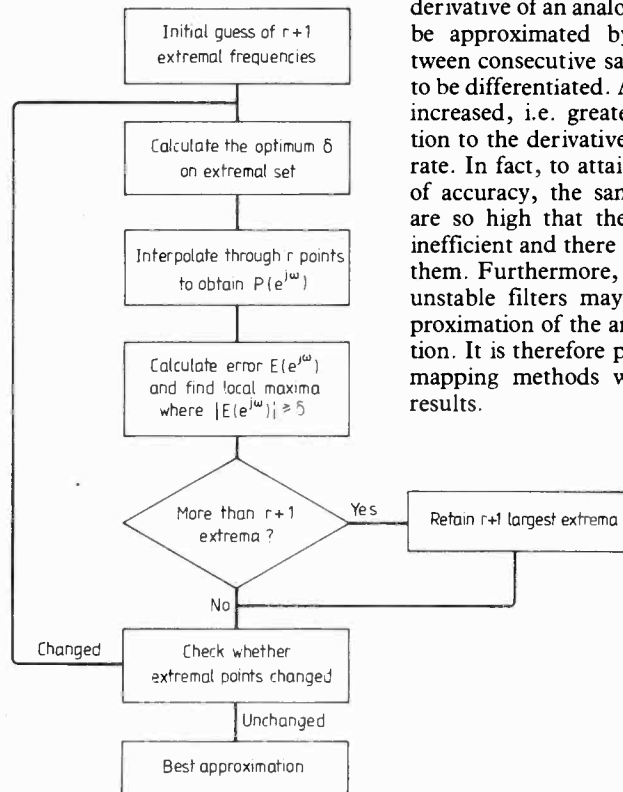 Initial guess of r+1
extremal frequencies
Calculate the optimum δ
on extremal set
Interpolate through r points
to obtain P(e^jω)
Calculate error E(e^jω)
and find local maxima
where |E(e^jω)| ≥ δ
More than r+1
extrema ?
Yes
Retain r+1 largest extrema
No
Changed
Check whether
extremal points changed
Unchanged
Best approximation
derivative of an analo
be approximated by
tween consecutive sa
to be differentiated. A
increased, i.e. greate
tion to the derivative
rate. In fact, to attai
of accuracy, the san
are so high that the
inefficient and there
them. Furthermore,
unstable filters may
proximation of the ar
tion. It is therefore p
mapping methods w
results.